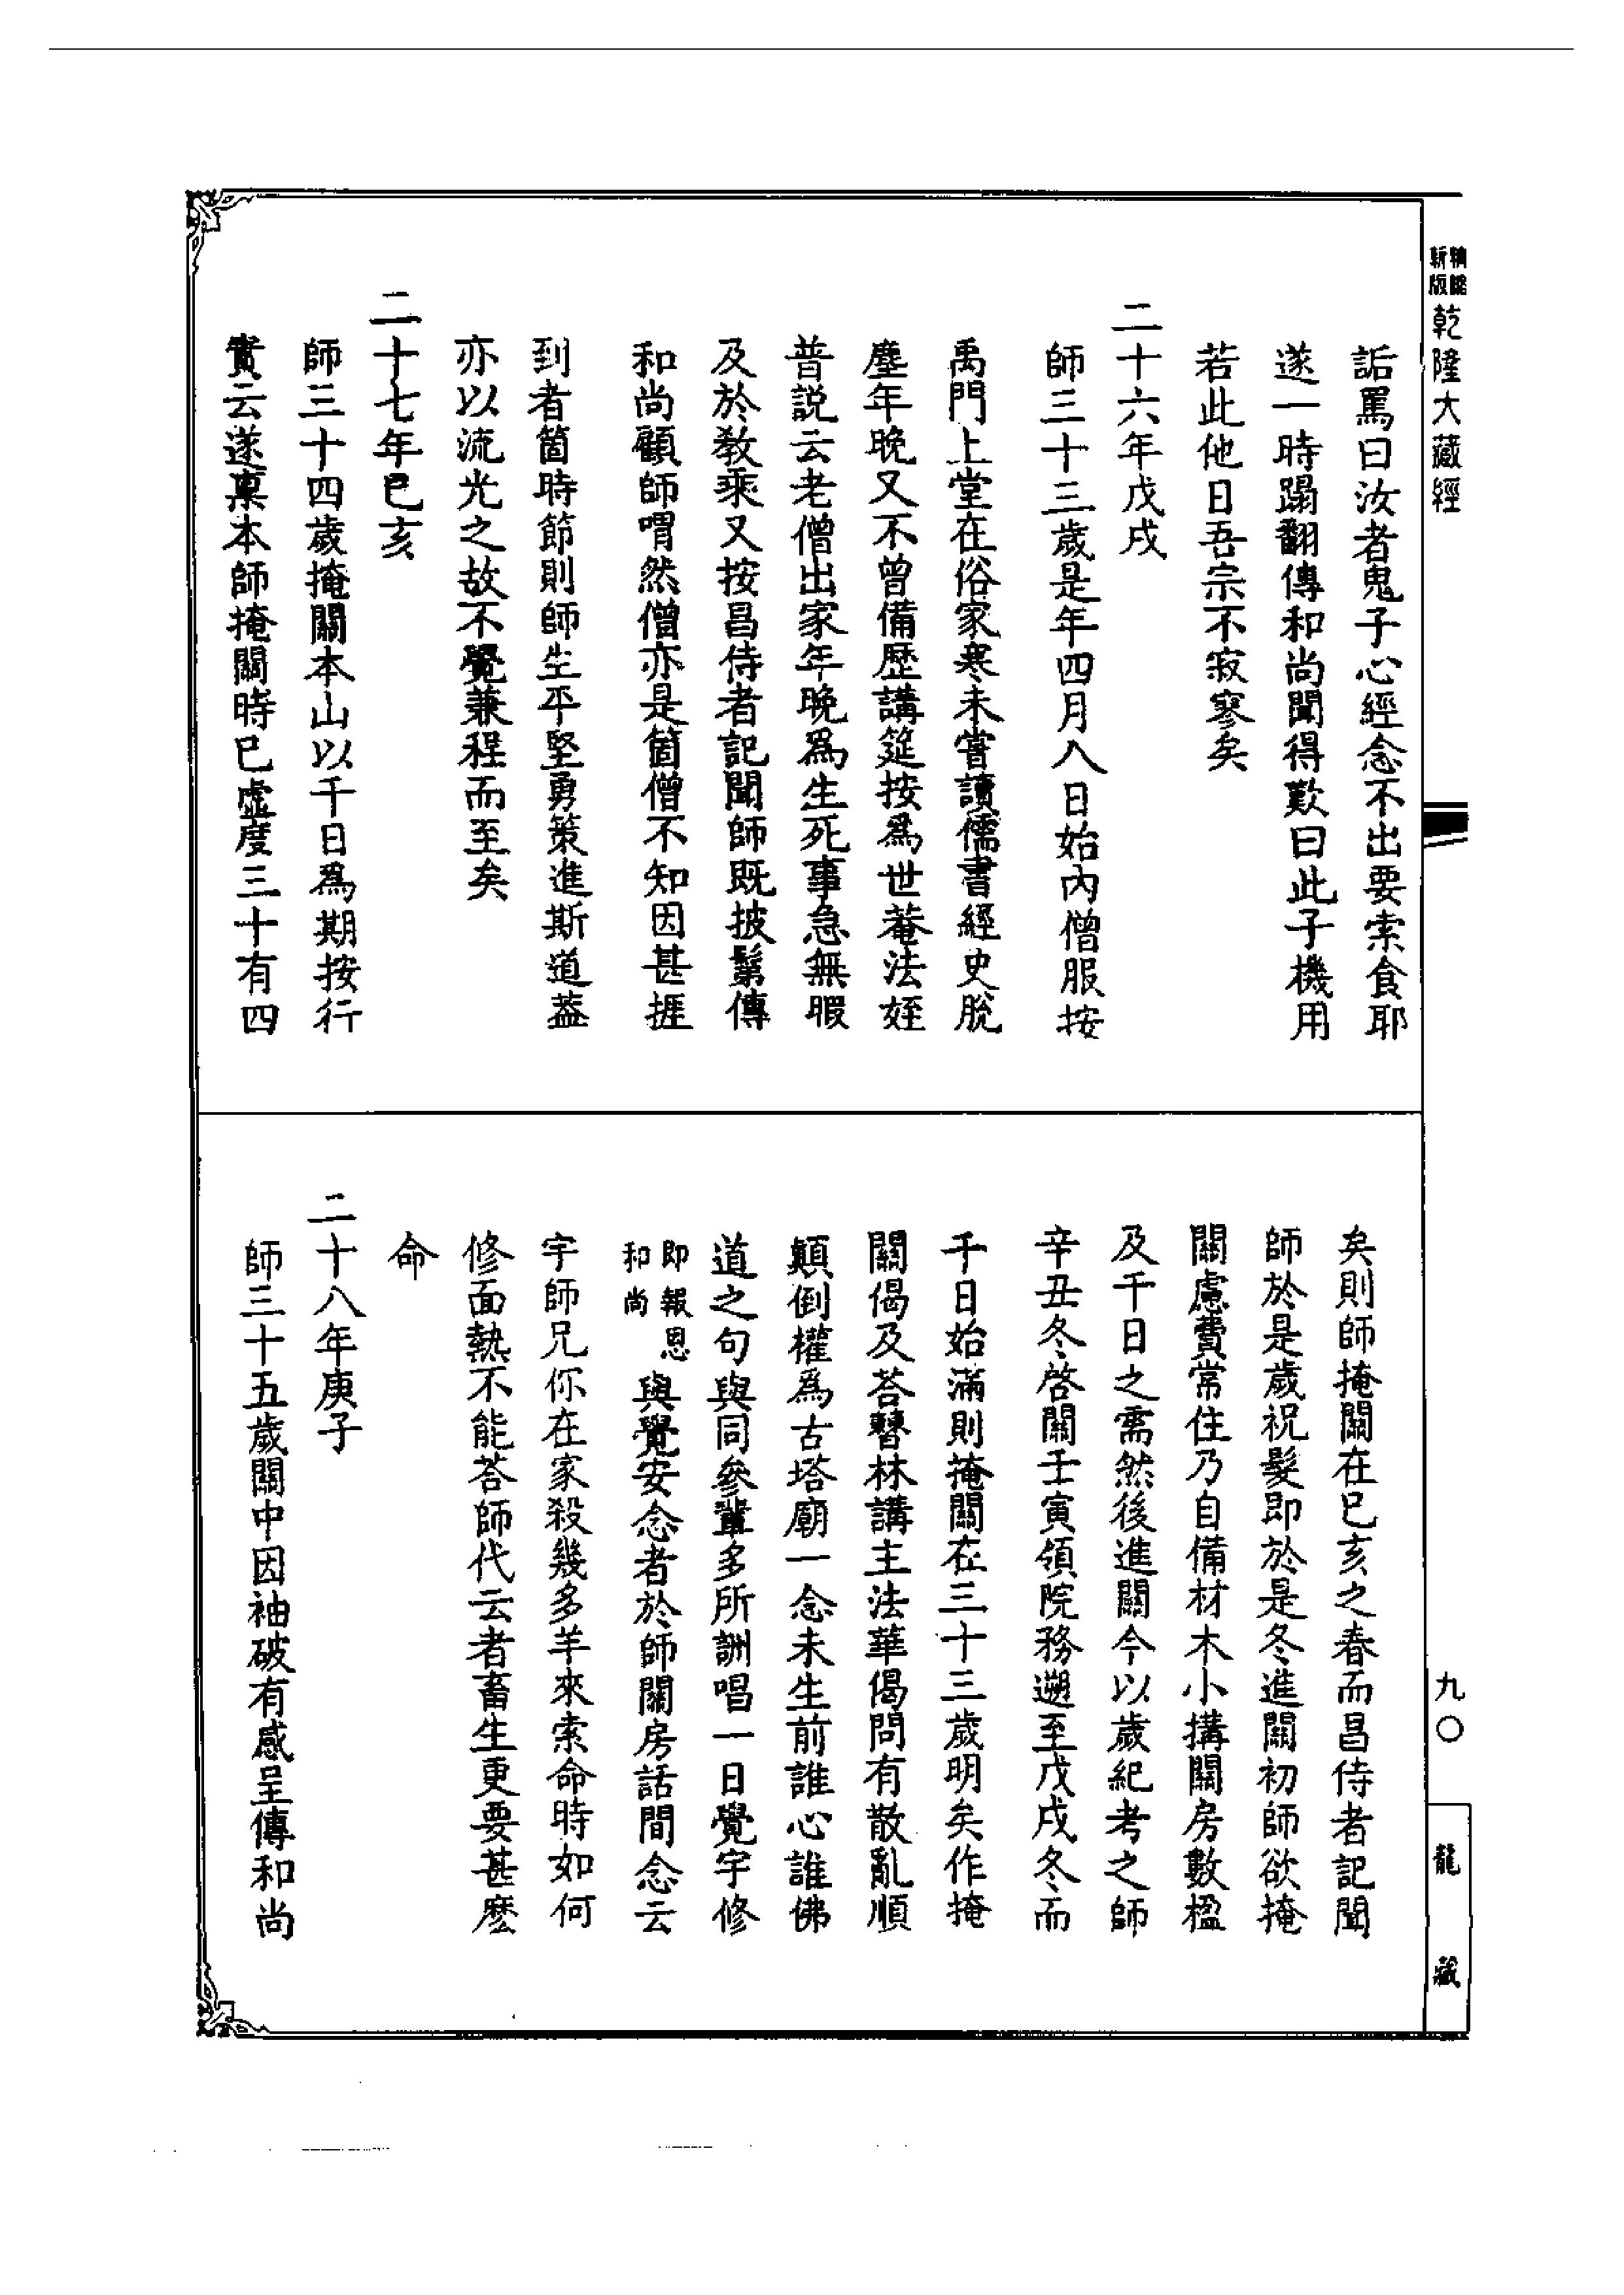 精緻
新版
乾隆大藏經
詬罵曰汝者鬼子心經念不出要索食耶
遂一時踢翻傳和尚聞得歎曰此子機用
若此他日吾宗不寂寥矣
二十六年戊戌
師三十三歲是年四月八日始內僧服按
禹門上堂在俗家寒未嘗讀儒書經史脫
塵年晚又不曾備歷講筵按為世菴法姪
普說云老僧出家年晚為生死事急無暇
及於教乘又按昌侍者記聞師既披鬀傳
和尚顧師喟然僧亦是箇僧不知因甚捱
到者箇時節則師生平堅勇策進斯道葢
亦以流光之故不覺兼程而至矣
二十七年己亥
師三十四歲掩關本山以千日為期按行
實云遂稟本師掩關時已虛度三十有四
矣則師掩關在己亥之春而昌侍者記聞
師於是歲祝髮即於是冬進關初師欲掩
關慮費常住乃自備材木小搆關房數楹
及千日之需然後進關今以歲紀考之師
辛丑冬啓關壬寅領院務遡至戊戌冬而
千日始滿則掩關在三十三歲明矣作掩
關偈及荅瞽林講主法華偈問有散亂順
顛倒權為古塔廟一念未生前誰心誰佛
道之句與同參輩多所詶唱一日覺宇修
即報恩
和尚
與覺安念者於師關房話間念云
宇師兄你在家殺幾多羊來索命時如何
修面熱不能荅師代云者畜生更要甚麽
命
二十八年庚子
師三十五歲關中因袖破有感呈傳和尚
九〇
龍藏